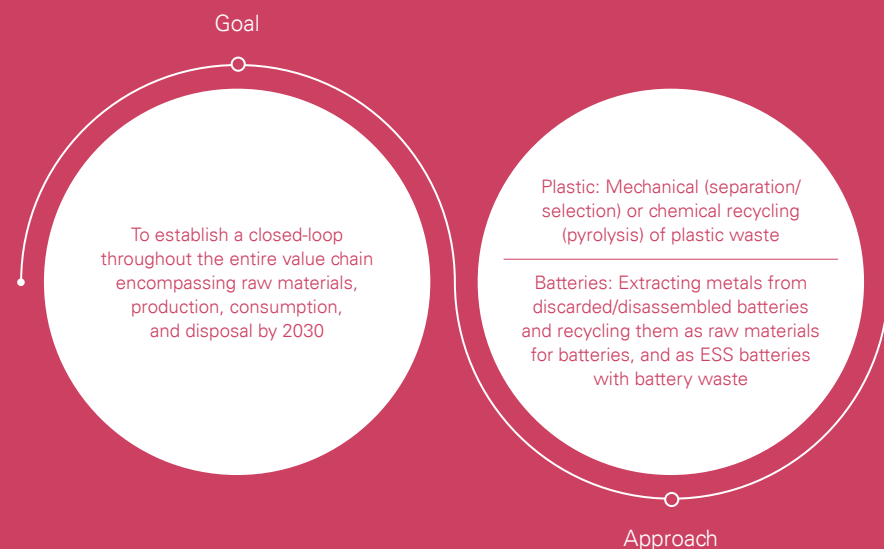 Goal
To establish a closed-loop
throughout the entire value chain
encompassing raw materials,
production, consumption,
and disposal by 2030
Plastic: Mechanical (separation/
selection) or chemical recycling
(pyrolysis) of plastic waste
Batteries: Extracting metals from
discarded/disassembled batteries
and recycling them as raw materials
for batteries, and as ESS batteries
with battery waste
Approach